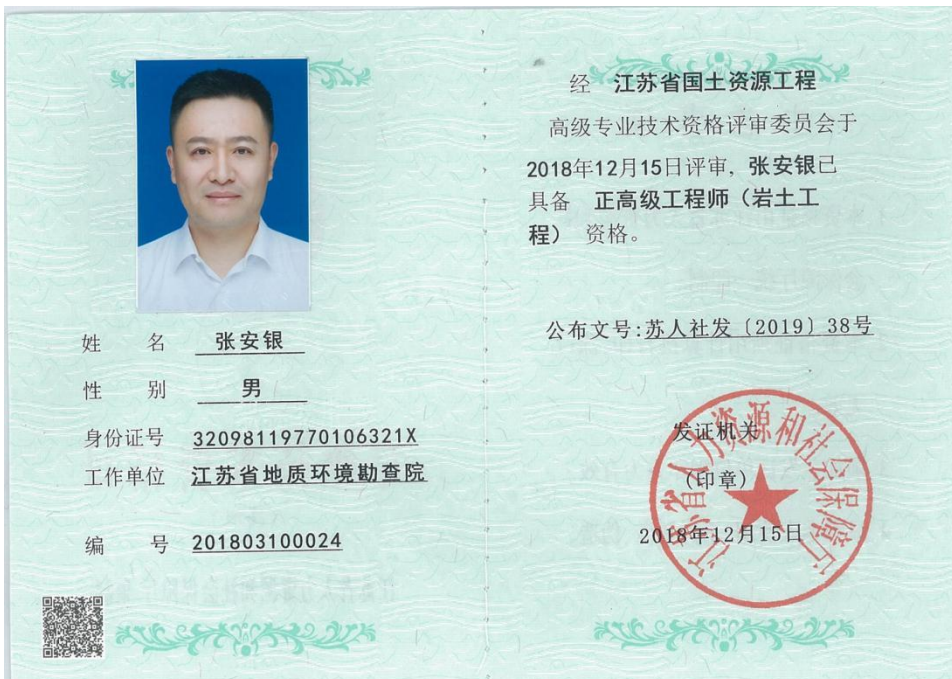 姓 名 张安银
性 别 男
身份证号 32098119770106321X
工作单位 江苏省地质环境勘查院
编 号 201803100024
经 江苏省国土资源工程
高级专业技术资格评审委员会于
2018年12月15日评审，张安银已
具备 正高级工程师（岩土工
程） 资格。
公布文号:苏人社发〔2019〕38号
江苏省人力资源和社会保障厅
发证机关
（印章）
2018年12月15日